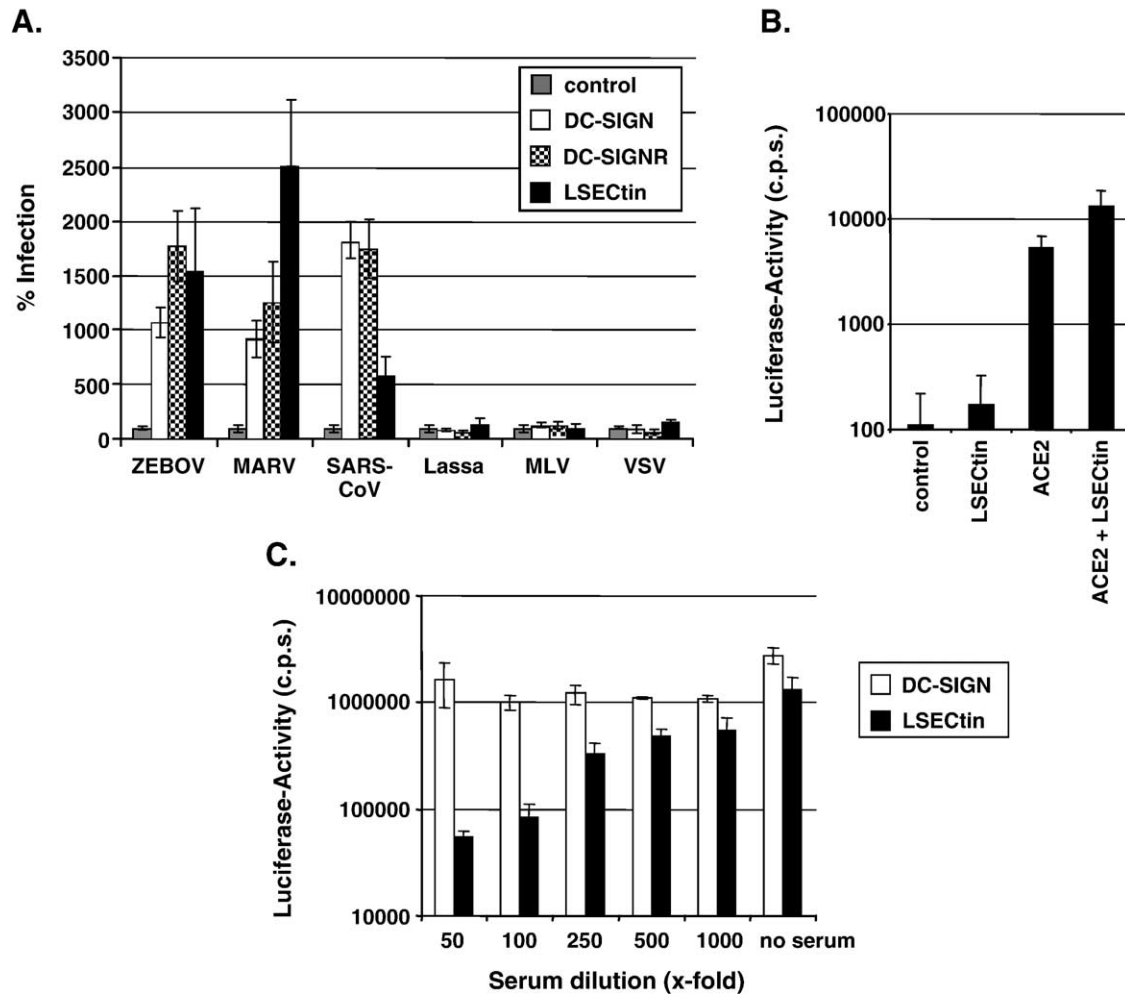 A.
% Infection
3500
3000
2500
2000
1500
1000
500
0
control
DC-SIGN
DC-SIGNR
LSECtin
ZEBOV
MARV
SARS-
CoV
Lassa
MLV
VSV
B.
Luciferase-Activity (c.p.s.)
100000
10000
1000
100
control
LSECtin
ACE2
ACE2 + LSECtin
C.
Luciferase-Activity (c.p.s.)
10000000
1000000
100000
10000
50
100
250
500
1000
no serum
Serum dilution (x-fold)
DC-SIGN
LSECtin